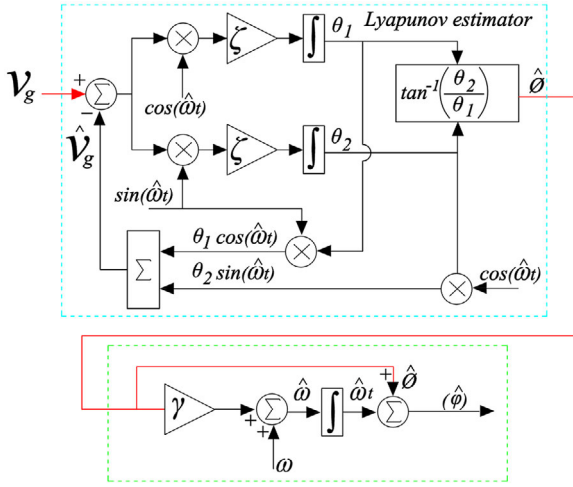 Lyapunov estimator
ζ ∫ θ₁
v_g + Σ −
cos(ω̂t)
tan⁻¹(θ₂/θ₁) ∅̂
v̂_g
ζ ∫ θ₂
sin(ω̂t)
θ₁ cos(ω̂t)
Σ
θ₂ sin(ω̂t)
cos(ω̂t)
γ + + Σ ω̂ ∫ ω̂t + ∅̂ Σ (φ̂)
ω